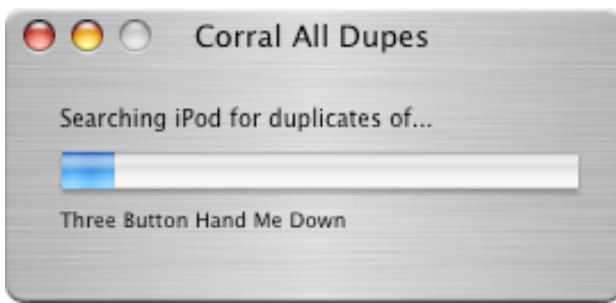 Corral All Dupes
Searching iPod for duplicates of...
Three Button Hand Me Down